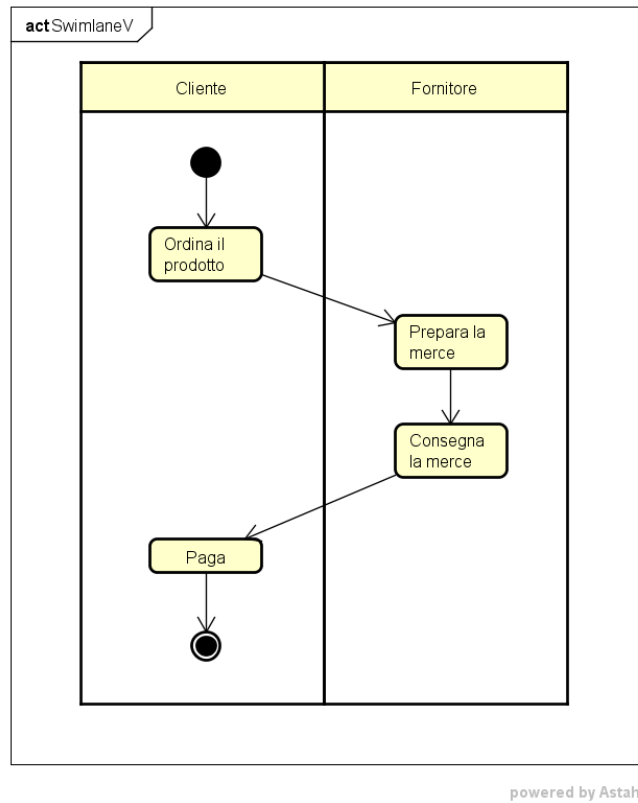 act SwimlaneV
Cliente
Fornitore
Ordina il
prodotto
Prepara la
merce
Consegna
la merce
Paga
powered by Astah